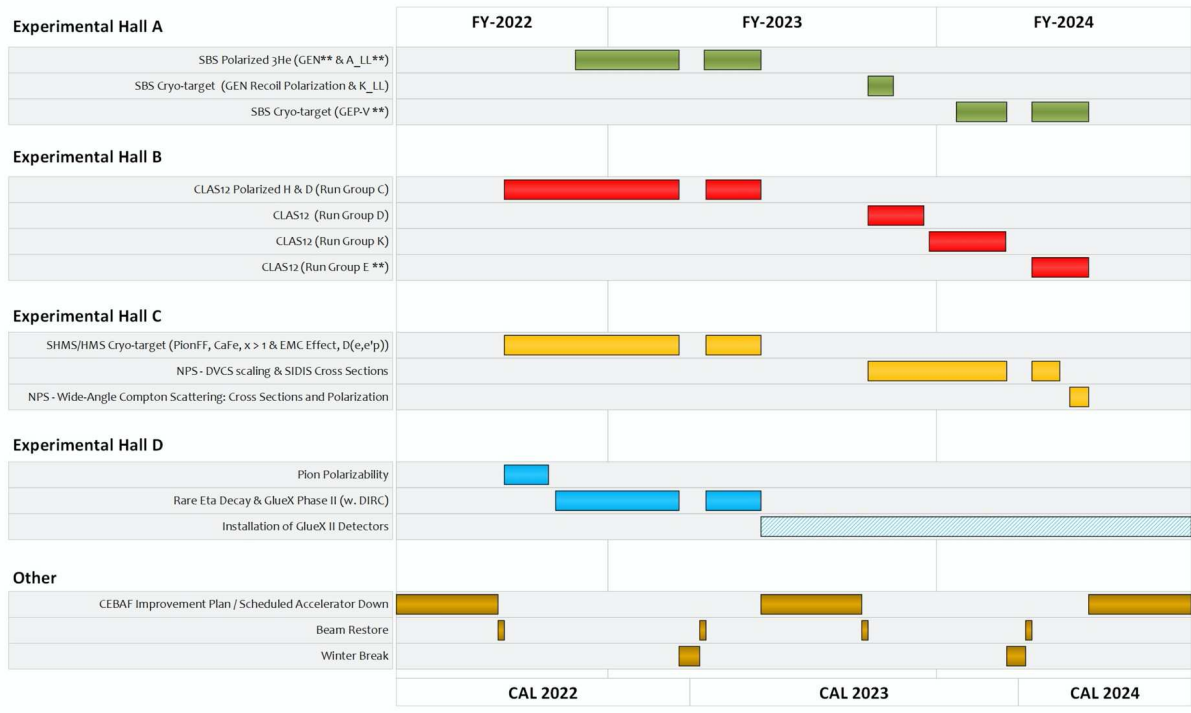 Experimental Hall A
FY-2022
FY-2023
FY-2024
SBS Polarized 3He (GEN** & A_LL**)
SBS Cryo-target (GEN Recoil Polarization & K_LL)
SBS Cryo-target (GEP-V **)
Experimental Hall B
CLAS12 Polarized H & D (Run Group C)
CLAS12 (Run Group D)
CLAS12 (Run Group K)
CLAS12 (Run Group E **)
Experimental Hall C
SHMS/HMS Cryo-target (PionFF, CaFe, x > 1 & EMC Effect, D(e,e'p))
NPS - DVCS scaling & SIDIS Cross Sections
NPS - Wide-Angle Compton Scattering: Cross Sections and Polarization
Experimental Hall D
Pion Polarizability
Rare Eta Decay & GlueX Phase II (w. DIRC)
Installation of GlueX II Detectors
Other
CEBAF Improvement Plan / Scheduled Accelerator Down
Beam Restore
Winter Break
CAL 2022
CAL 2023
CAL 2024